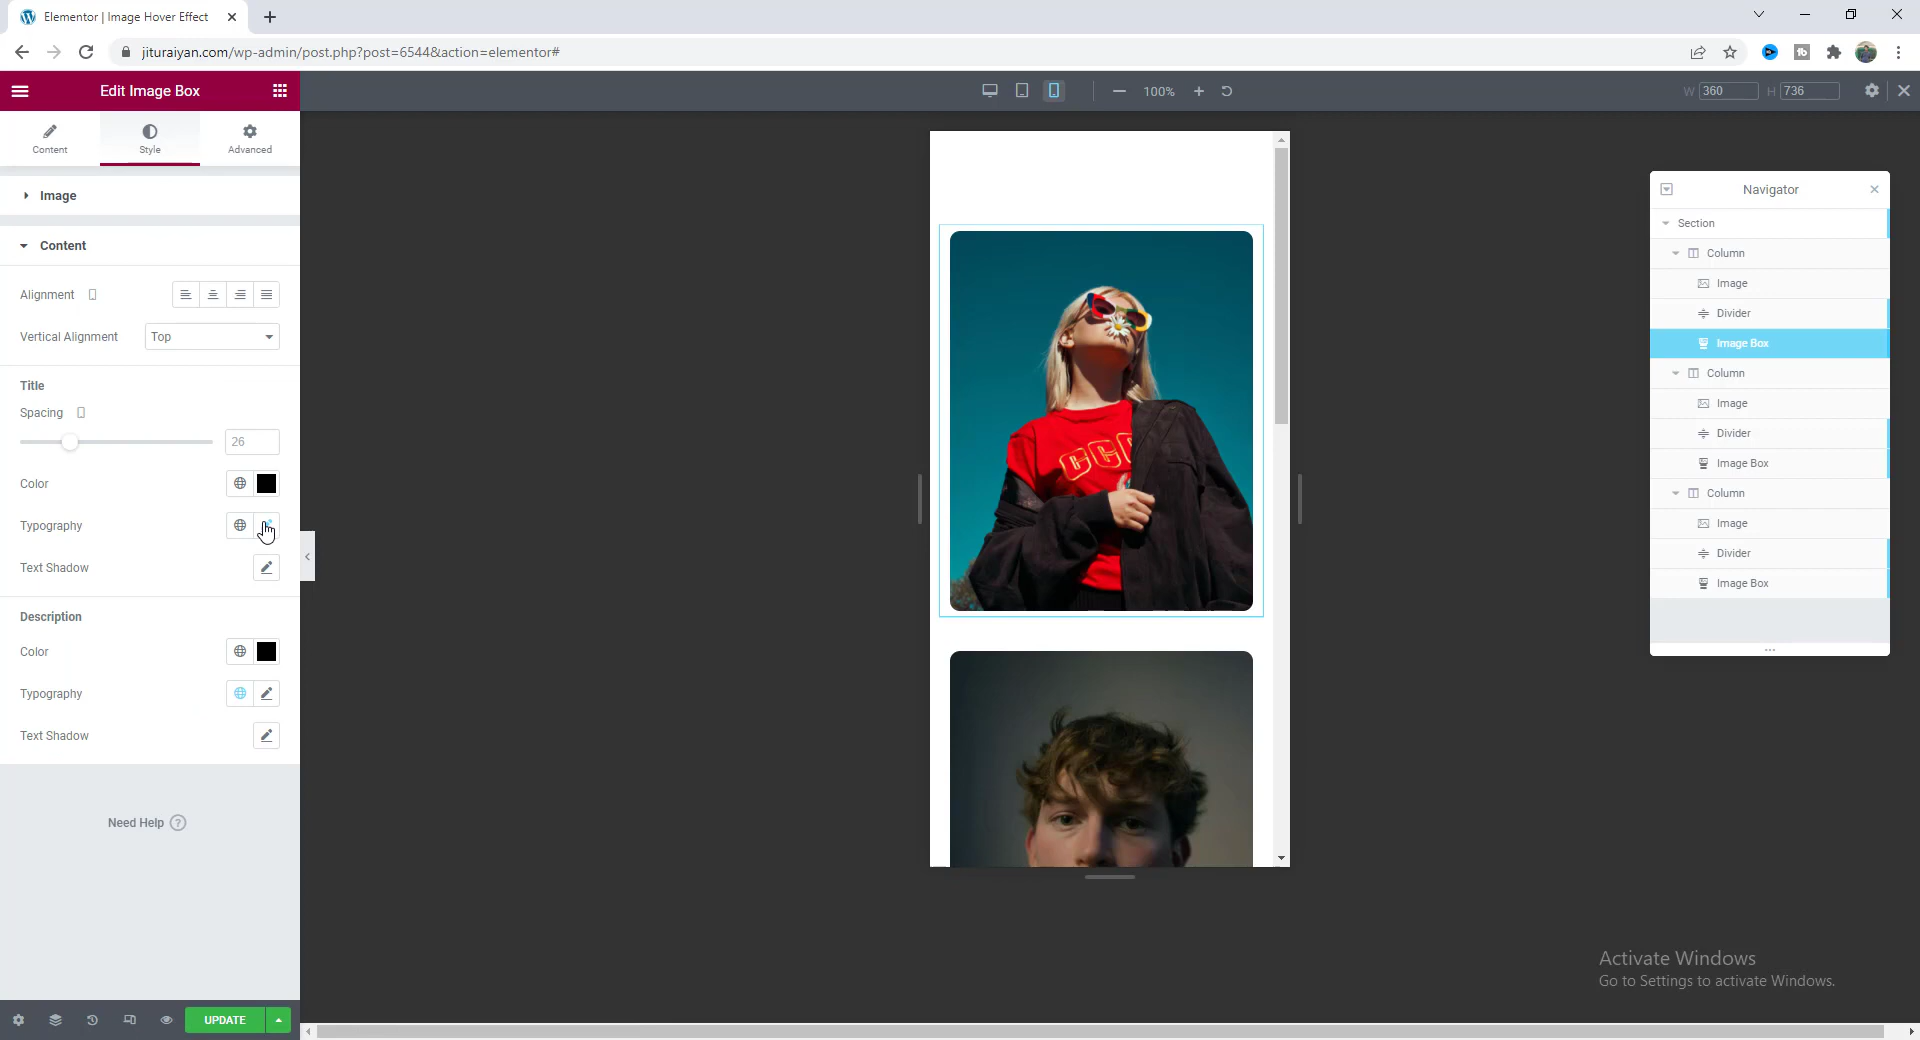 Elementor | Image Hover Effect
jituraiyan.com/wp-admin/post.php?post=6544&action=elementor#
Edit Image Box
100%
W 360 H 736
Content Style Advanced
Image
Content
Alignment
Vertical Alignment Top
Title
Spacing
26
Color
Typography
Text Shadow
Description
Color
Typography
Text Shadow
Need Help ?
UPDATE
Navigator
Section
Column
Image
Divider
Image Box
Column
Image
Divider
Image Box
Column
Image
Divider
Image Box
Activate Windows
Go to Settings to activate Windows.